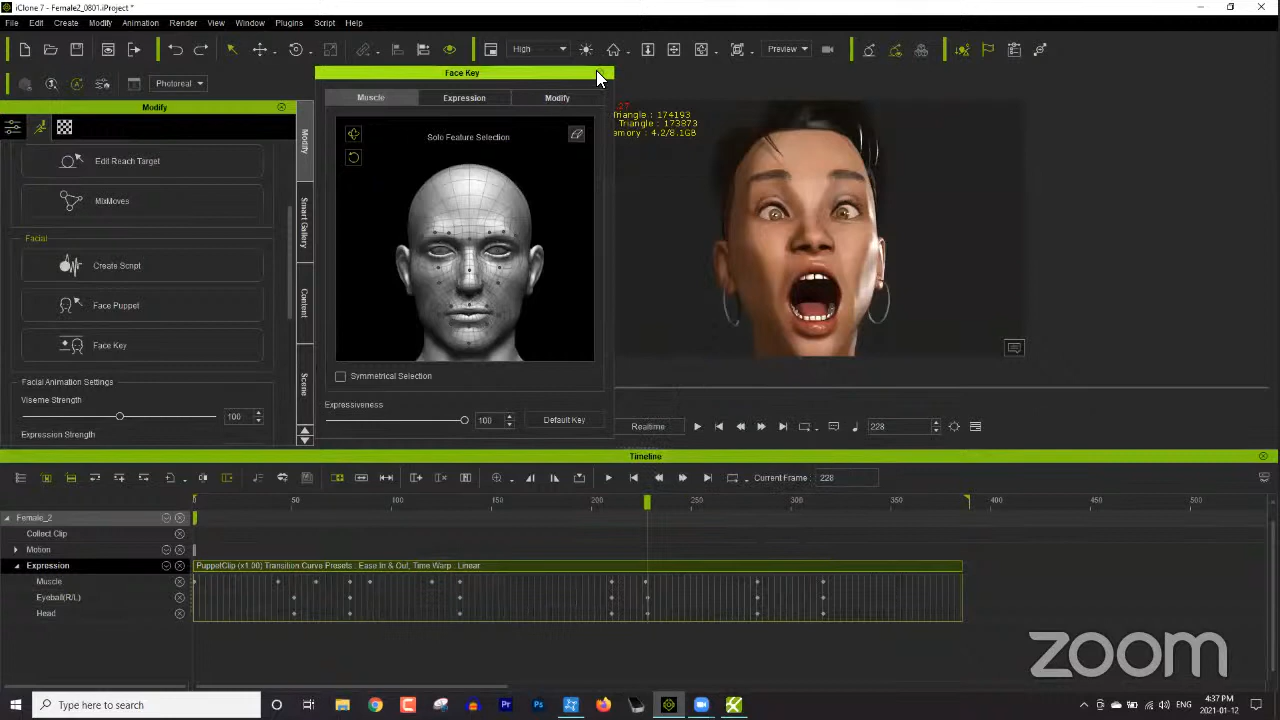 iClone 7 - Female2_0801.iProject *
File Edit Create Modify Animation Render View Window Plugins Script Help
High Preview
Photoreal
Modify
Edit Reach Target
MixMoves
Facial
Create Script
Face Puppet
Face Key
Facial Animation Settings
Viseme Strength
100
Expression Strength
Modify
Smart Gallery
Content
Scene
Face Key
Muscle Expression Modify
Solo Feature Selection
Symmetrical Selection
Expressiveness
100 Default Key
.27
Triangle : 174193
Triangle : 173873
emory : 4.2/8.1GB
Realtime 228
Timeline
Current Frame : 228
0 50 100 150 200 250 300 350 400 450 500
Female_2
Collect Clip
Motion
Expression PuppetClip (x1.00) Transition Curve Presets : Ease In & Out, Time Warp : Linear
Muscle
Eyeball(R/L)
Head
zoom
Type here to search
Pr Ps
4:37 PM
2021-01-12